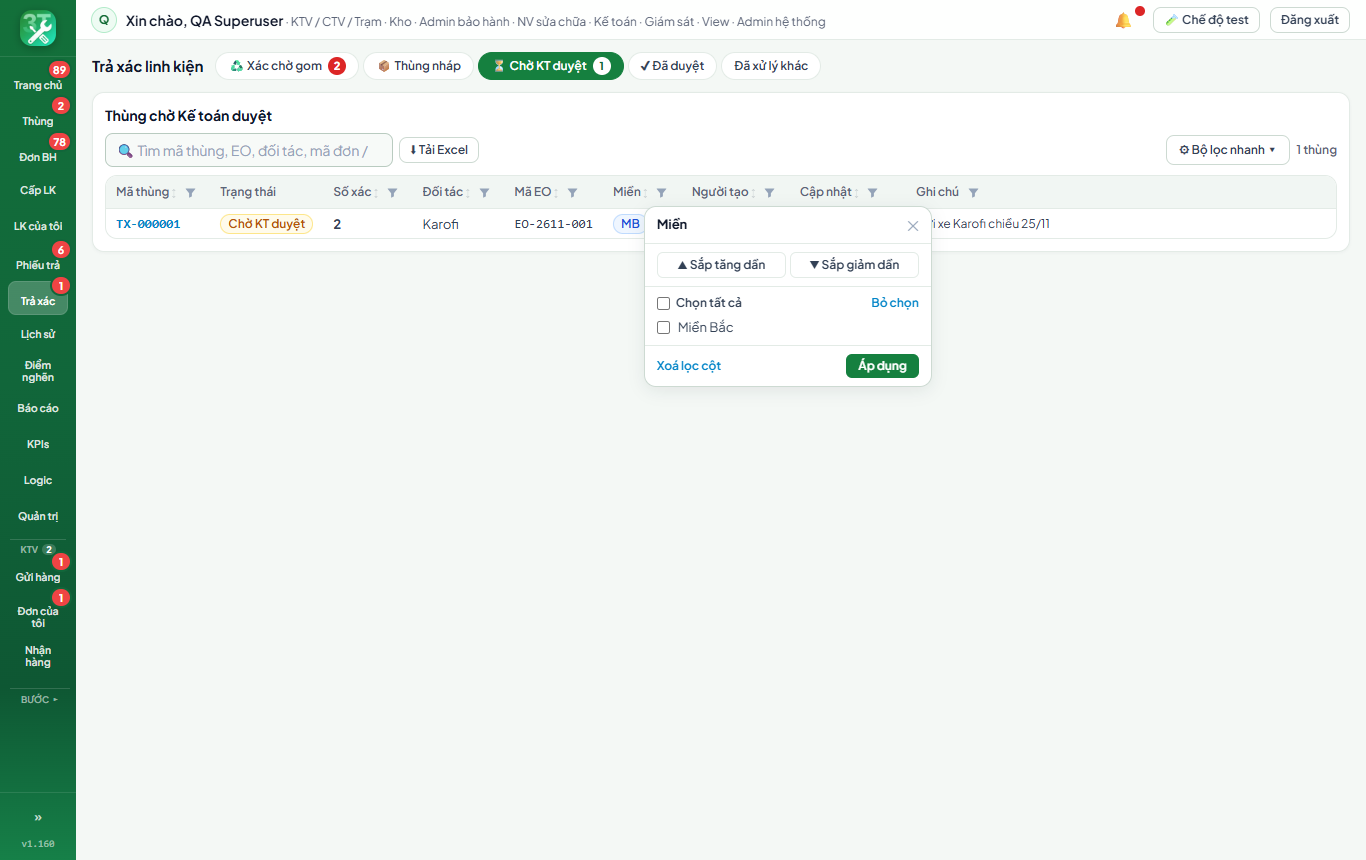 3T
89
Trang chủ
2
Thùng
78
Đơn BH
Cấp LK
LK của tôi
6
Phiếu trả
1
Trả xác
Lịch sử
Điểm
nghẽn
Báo cáo
KPIs
Logic
Quản trị
KTV 2
1
Gửi hàng
1
Đơn của
tôi
Nhận
hàng
BƯỚC
»
v1.160
Q Xin chào, QA Superuser · KTV / CTV / Trạm · Kho · Admin bảo hành · NV sửa chữa · Kế toán · Giám sát · View · Admin hệ thống
Chế độ test
Đăng xuất
Trả xác linh kiện
Xác chờ gom 2
Thùng nháp
Chờ KT duyệt 1
✓ Đã duyệt
Đã xử lý khác
Thùng chờ Kế toán duyệt
Tìm mã thùng, EO, đối tác, mã đơn /
⬇ Tải Excel
⚙ Bộ lọc nhanh ▾
1 thùng
Mã thùng Trạng thái Số xác Đối tác Mã EO Miền Người tạo Cập nhật Ghi chú
TX-000001 Chờ KT duyệt 2 Karofi EO-2611-001 MB i xe Karofi chiều 25/11
Miền ×
▲ Sắp tăng dần ▼ Sắp giảm dần
Chọn tất cả Bỏ chọn
Miền Bắc
Xoá lọc cột Áp dụng